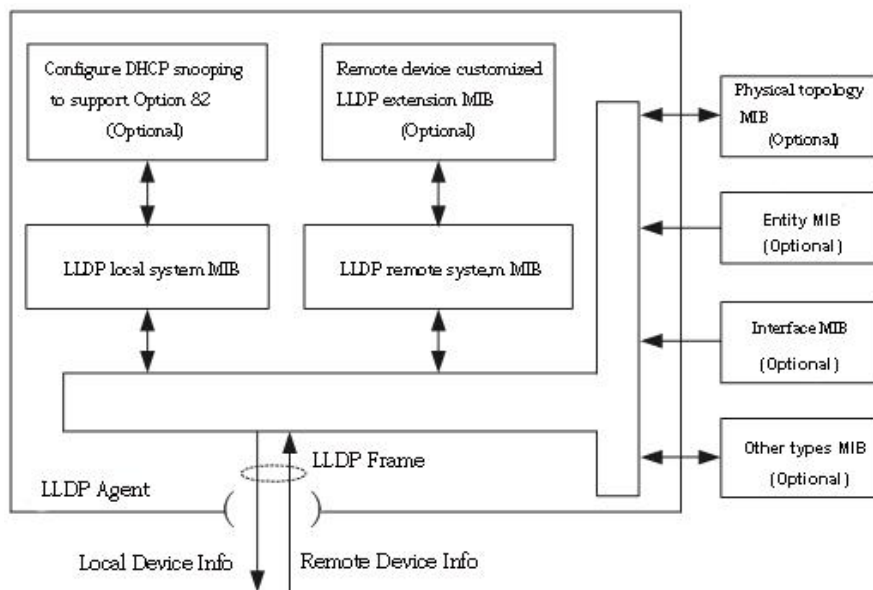 Configure DHCP snooping
to support Option 82
(Optional)
Remote device customized
LLDP extension MIB
(Optional)
Physical topology
MIB
(Optional)
LLDP local system MIB
LLDP remote syste,m MIB
Entity MIB
(Optional)
Interface MIB
(Optional)
Other types MIB
(Optional)
LLDP Frame
LLDP Agent
Local Device Info
Remote Device Info